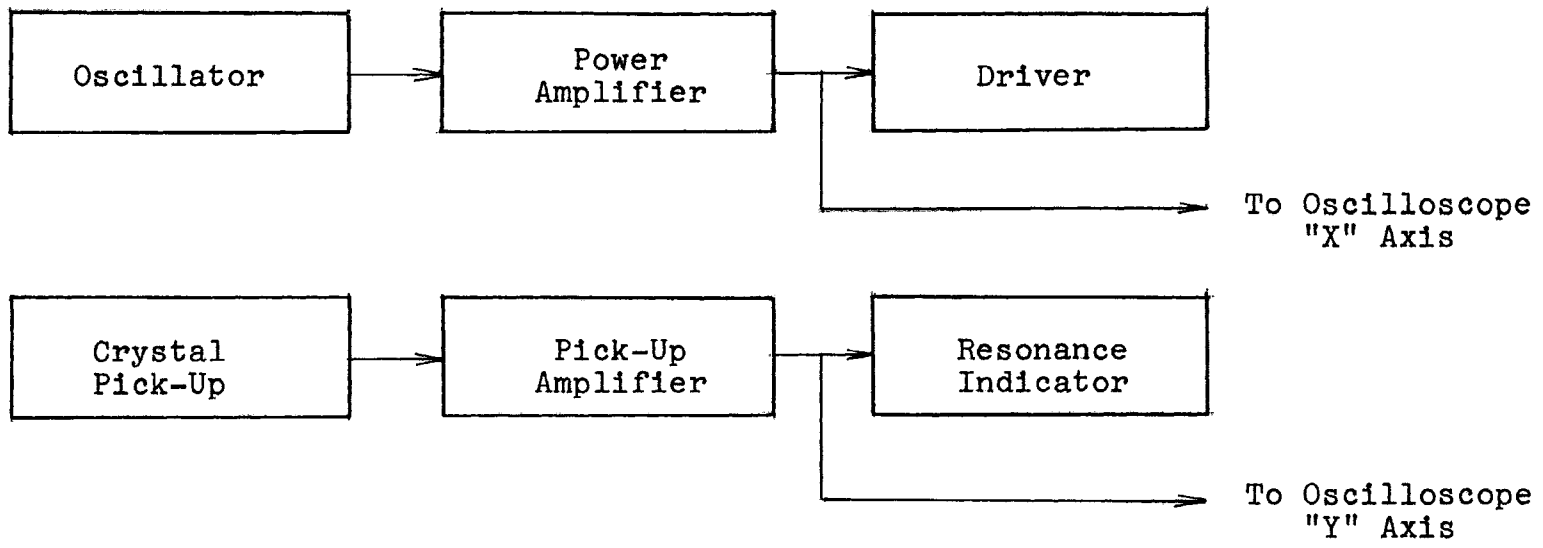 Oscillator
Power
Amplifier
Driver
To Oscilloscope
"X" Axis
Crystal
Pick-Up
Pick-Up
Amplifier
Resonance
Indicator
To Oscilloscope
"Y" Axis